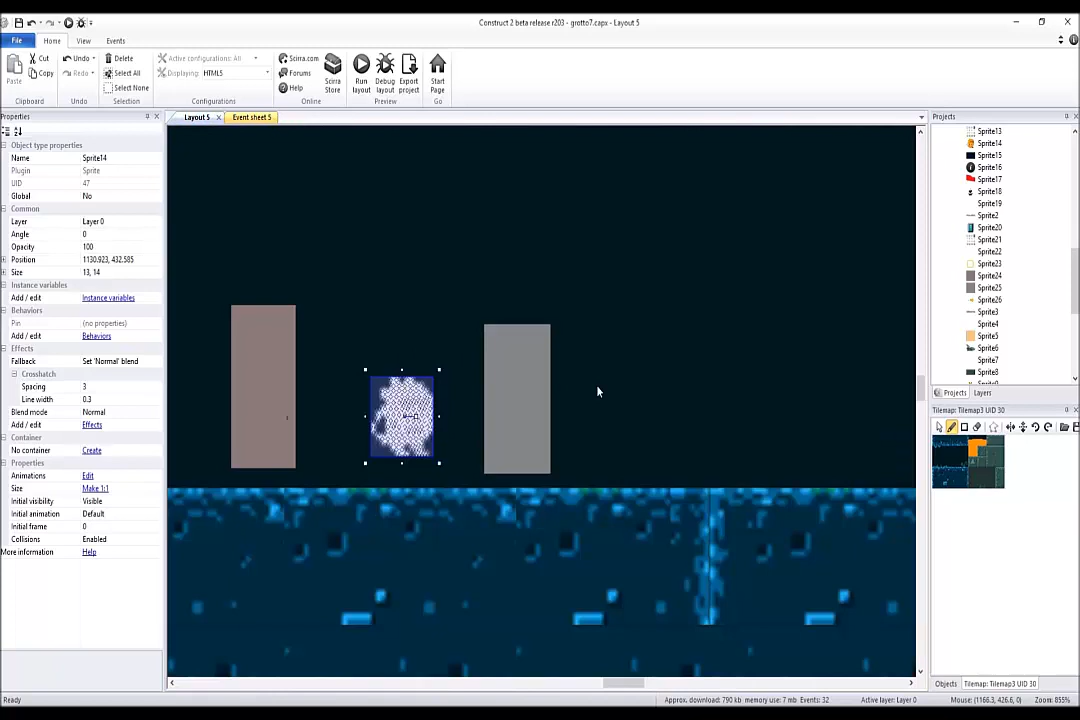 Construct 2 beta release r203 - grotto7.capx - Layout 5
File Home View Events
Paste Cut Copy
Undo Redo
Delete Select All Select None
Active configurations: All
Displaying: HTML5
Scirra.com Forums Help
Scirra Store
Run layout Debug layout Export project Start Page
Clipboard Undo Selection Configurations Online Preview Go
Properties
Layout 5 Event sheet 5
Projects
Object type properties
Name Sprite14
Plugin Sprite
UID 47
Global No
Common
Layer Layer 0
Angle 0
Opacity 100
Position 1130.923, 432.585
Size 13, 14
Instance variables
Add / edit Instance variables
Behaviors
Pin (no properties)
Add / edit Behaviors
Effects
Fallback Set 'Normal' blend
Crosshatch
Spacing 3
Line width 0.3
Blend mode Normal
Add / edit Effects
Container
No container Create
Properties
Animations Edit
Size Make 1:1
Initial visibility Visible
Initial animation Default
Initial frame 0
Collisions Enabled
More information Help
Sprite13
Sprite14
Sprite15
Sprite16
Sprite17
Sprite18
Sprite19
Sprite2
Sprite20
Sprite21
Sprite22
Sprite23
Sprite24
Sprite25
Sprite26
Sprite3
Sprite4
Sprite5
Sprite6
Sprite7
Sprite8
Projects Layers
Tilemap: Tilemap3 UID 30
Objects Tilemap: Tilemap3 UID 30
Ready
Approx. download: 790 kb memory use: 7 mb Events: 32 Active layer: Layer 0 Mouse: (1166.3, 426.6, 0) Zoom: 855%